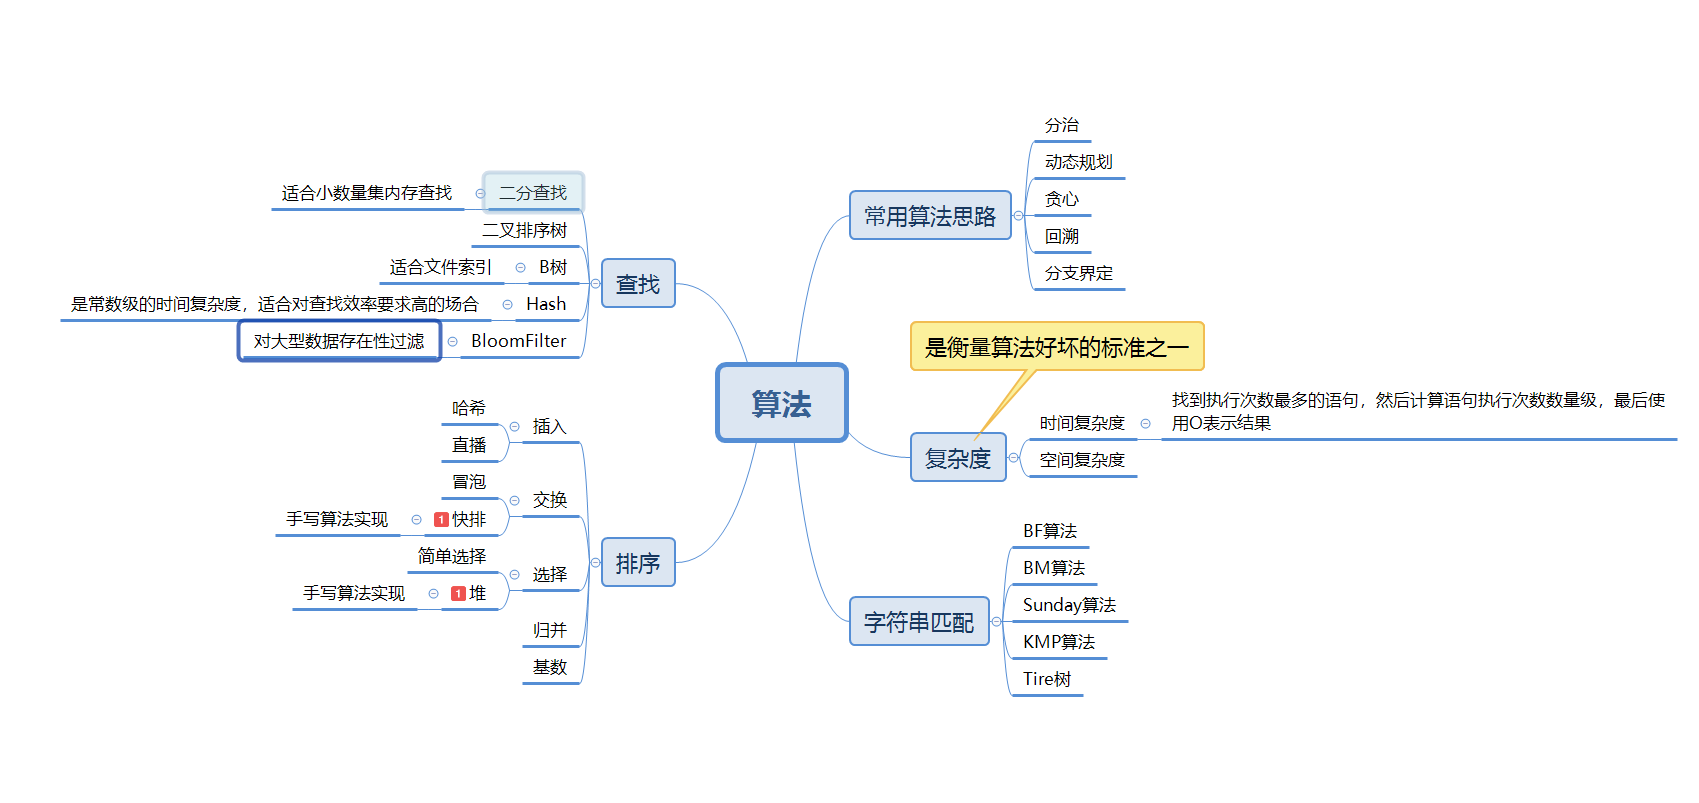 算法
常用算法思路
分治
动态规划
贪心
回溯
分支界定
是衡量算法好坏的标准之一
复杂度
时间复杂度
找到执行次数最多的语句，然后计算语句执行次数数量级，最后使
用O表示结果
空间复杂度
字符串匹配
BF算法
BM算法
Sunday算法
KMP算法
Tire树
查找
二分查找
适合小数量集内存查找
二叉排序树
B树
适合文件索引
Hash
是常数级的时间复杂度，适合对查找效率要求高的场合
BloomFilter
对大型数据存在性过滤
排序
插入
哈希
直播
交换
冒泡
1 快排
手写算法实现
选择
简单选择
1 堆
手写算法实现
归并
基数